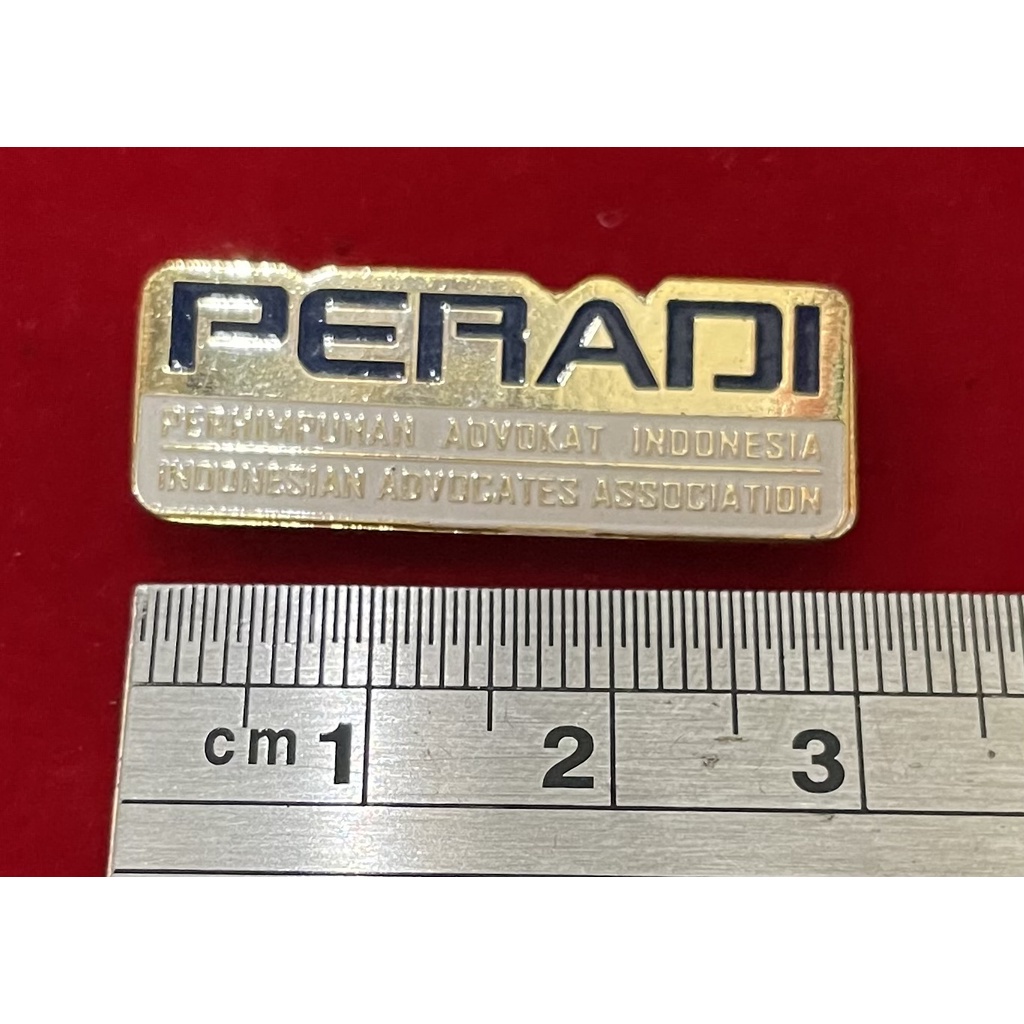 PERADI
PERHIMPUNAN ADVOKAT INDONESIA
INDONESIAN ADVOCATES ASSOCIATION
cm 1 2 3